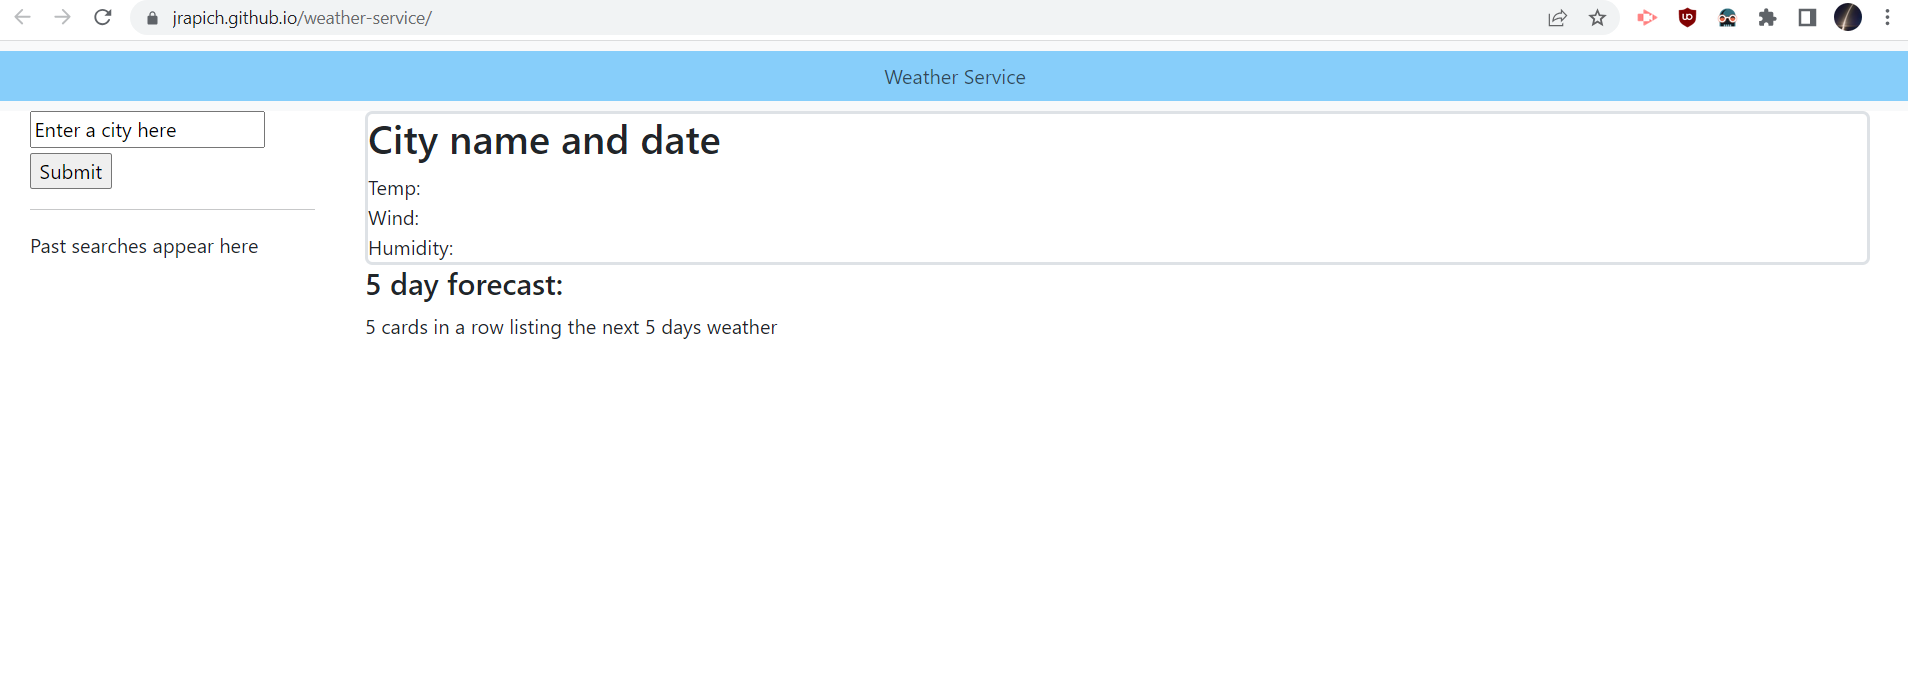 jrapich.github.io/weather-service/
Weather Service
Enter a city here
Submit
Past searches appear here
City name and date
Temp:
Wind:
Humidity:
5 day forecast:
5 cards in a row listing the next 5 days weather